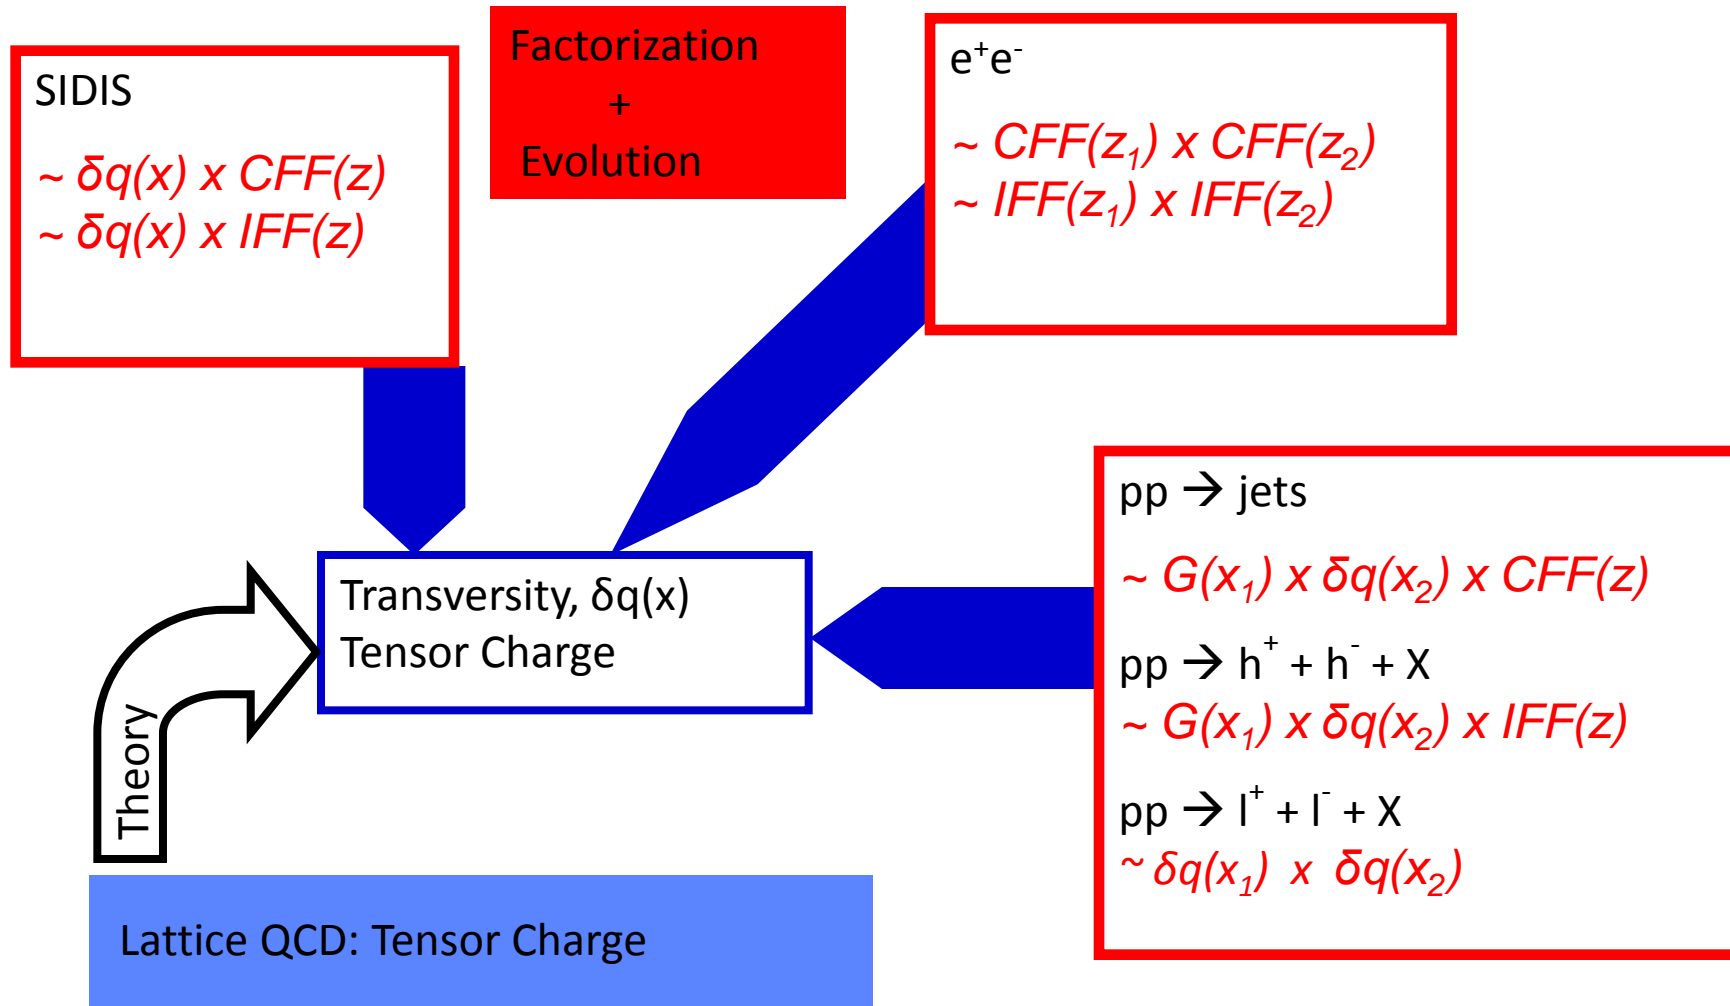 SIDIS
~ δq(x) x CFF(z)
~ δq(x) x IFF(z)
Factorization
+
Evolution
e⁺e⁻
~ CFF(z₁) x CFF(z₂)
~ IFF(z₁) x IFF(z₂)
Transversity, δq(x)
Tensor Charge
pp → jets
~ G(x₁) x δq(x₂) x CFF(z)
pp → h⁺ + h⁻ + X
~ G(x₁) x δq(x₂) x IFF(z)
pp → l⁺ + l⁻ + X
~ δq(x₁) x δq(x₂)
Theory
Lattice QCD: Tensor Charge